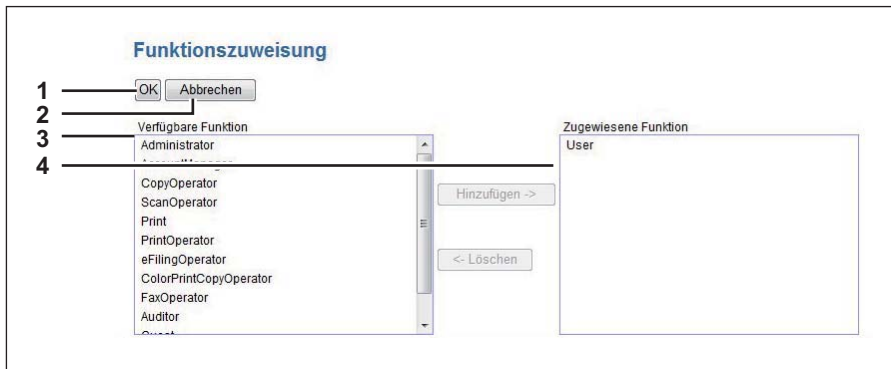 Funktionszuweisung
1
OK Abbrechen
2
3
Verfügbare Funktion
Zugewiesene Funktion
Administrator
User
4
CopyOperator
ScanOperator
Hinzufügen ->
Print
PrintOperator
eFilingOperator
<- Löschen
ColorPrintCopyOperator
FaxOperator
Auditor